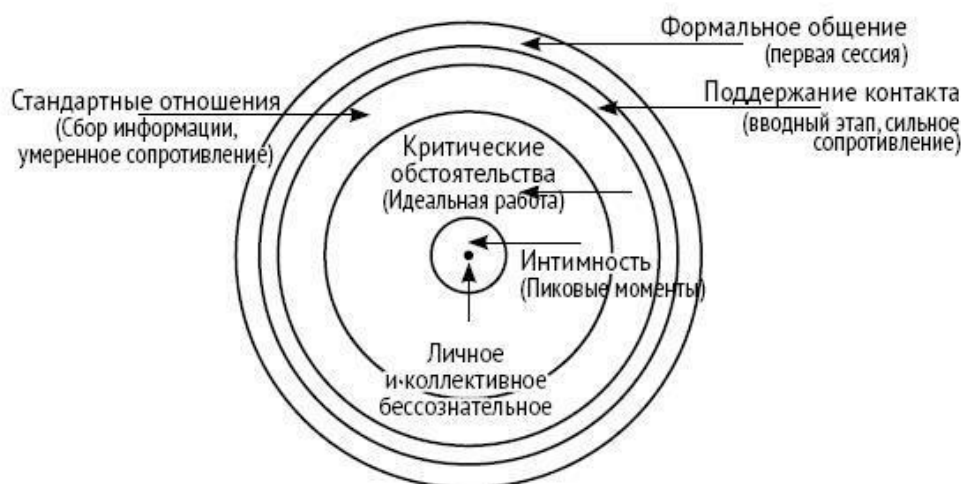 Формальное общение
(первая сессия)
Стандартные отношения
(Сбор информации,
умеренное сопротивление)
Поддержание контакта
(вводный этап, сильное
сопротивление)
Критические
обстоятельства
(Идеальная работа)
Интимность
(Пиковые моменты)
Личное
и коллективное
бессознательное